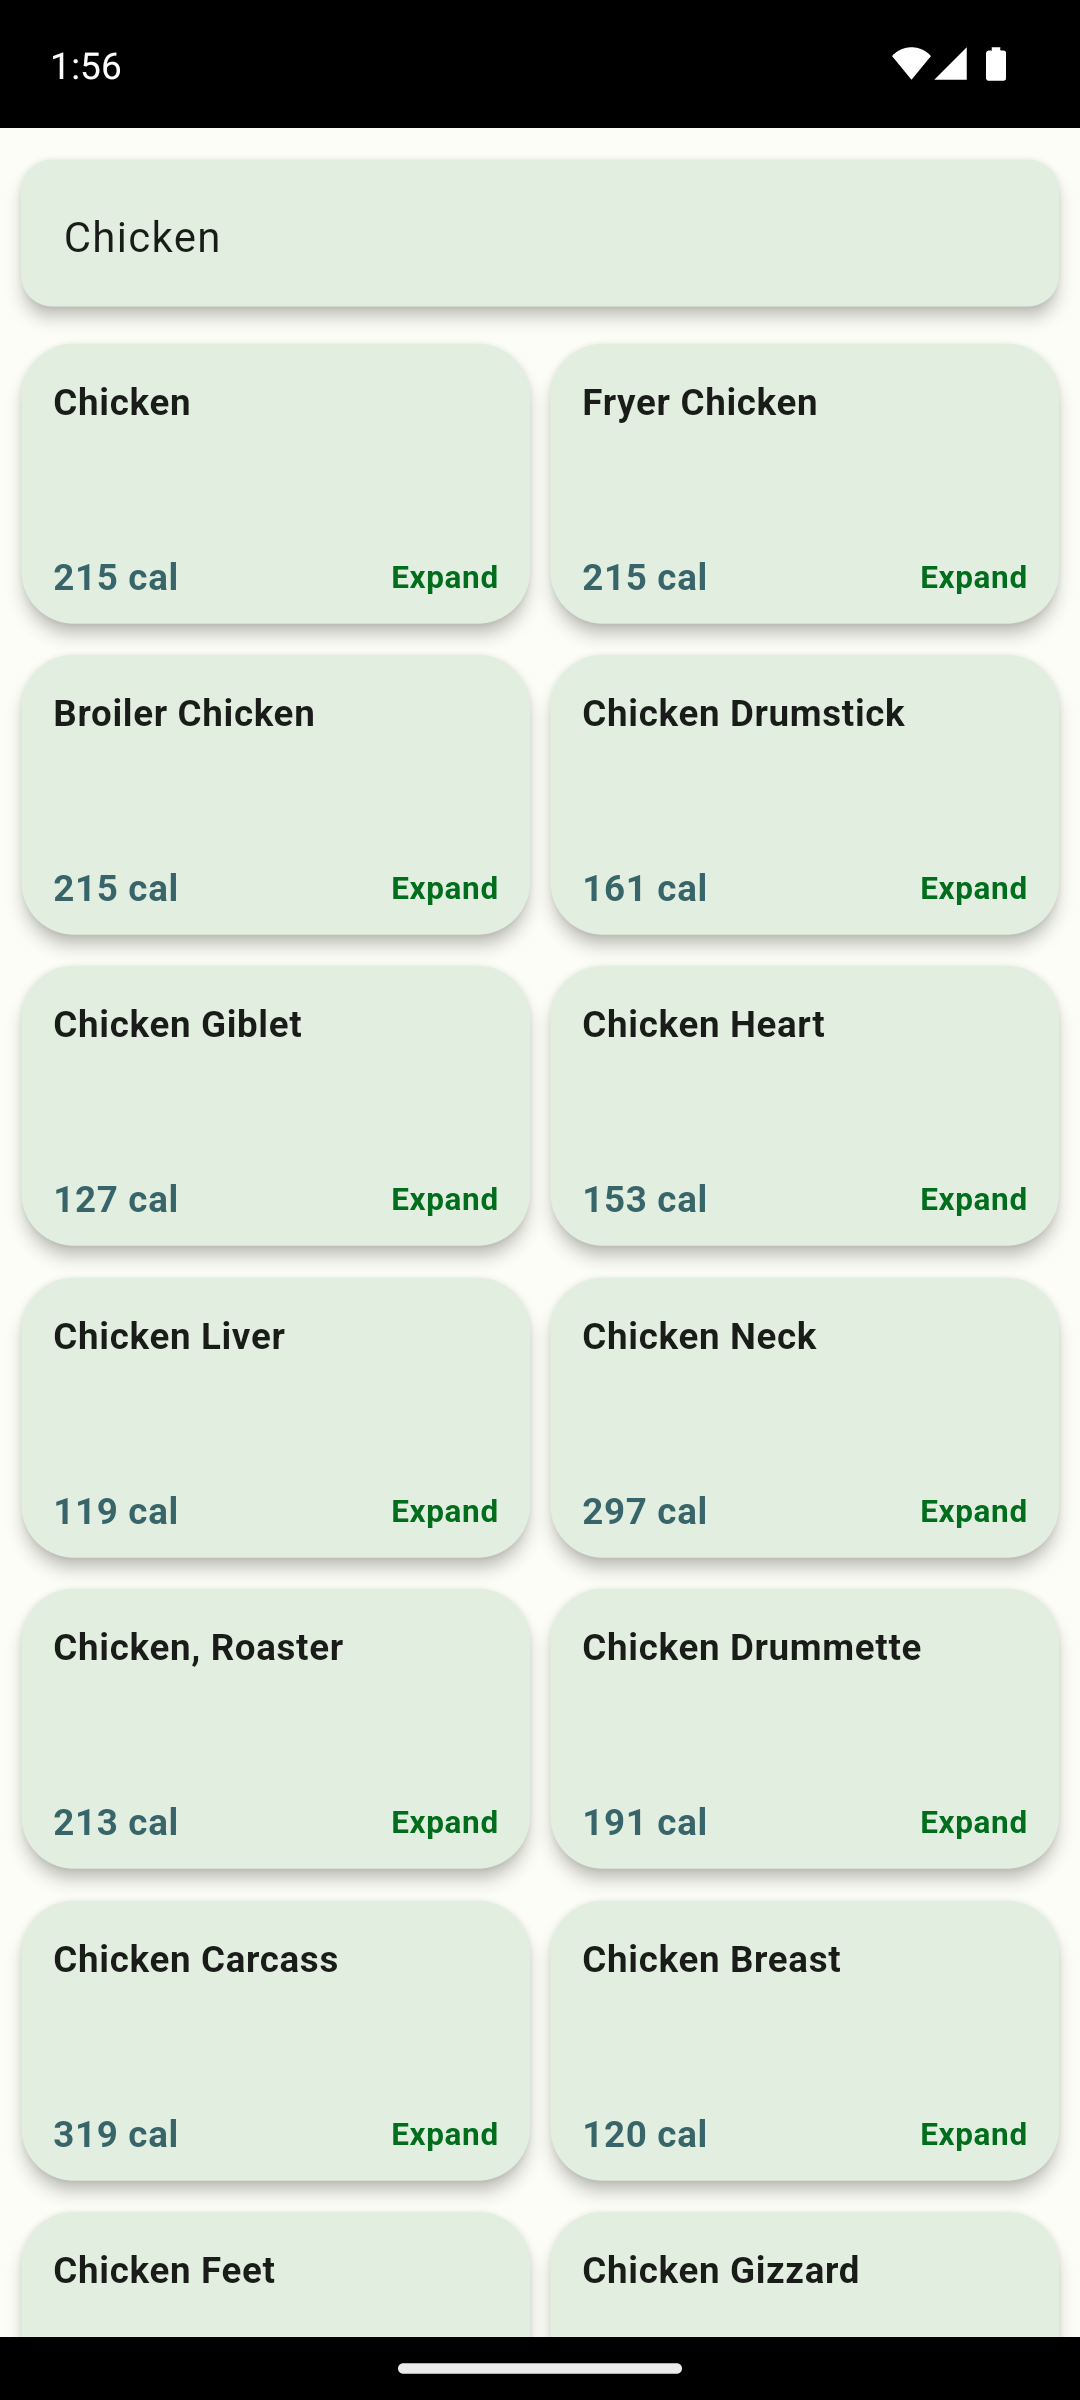 1:56
Chicken
Chicken
Fryer Chicken
215 cal
Expand
215 cal
Expand
Broiler Chicken
Chicken Drumstick
215 cal
Expand
161 cal
Expand
Chicken Giblet
Chicken Heart
127 cal
Expand
153 cal
Expand
Chicken Liver
Chicken Neck
119 cal
Expand
297 cal
Expand
Chicken, Roaster
Chicken Drummette
213 cal
Expand
191 cal
Expand
Chicken Carcass
Chicken Breast
319 cal
Expand
120 cal
Expand
Chicken Feet
Chicken Gizzard